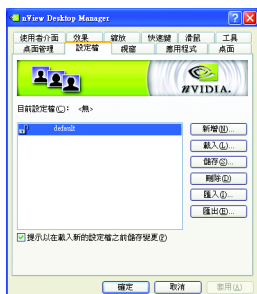 nView Desktop Manager
使用者介面 效果 縮放 快速鍵 滑鼠 工具
桌面管理 設定檔 視窗 應用程式 桌面
nVIDIA.
目前設定檔(C): <無>
default
新增(N)...
載入(L)...
儲存(S)...
刪除(D)
匯入(I)...
匯出(E)...
提示以在載入新的設定檔之前儲存變更(P)
確定 取消 套用(A)